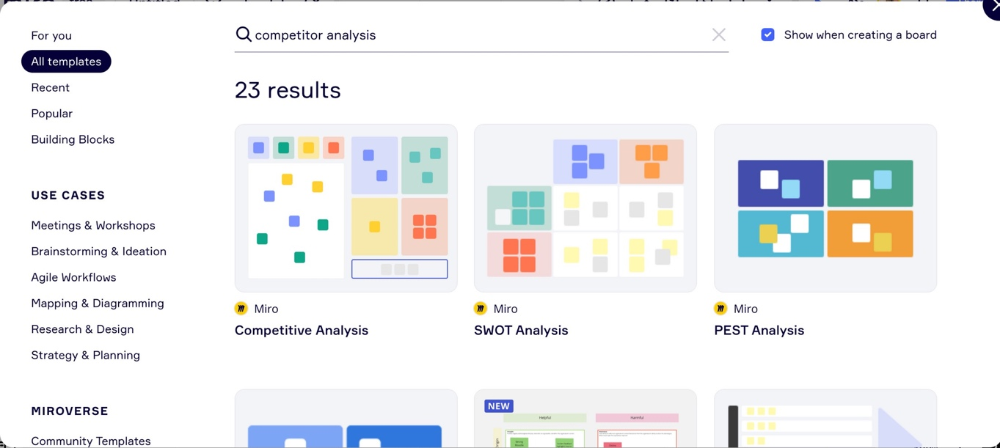 For you
All templates
Recent
Popular
Building Blocks
USE CASES
Meetings & Workshops
Brainstorming & Ideation
Agile Workflows
Mapping & Diagramming
Research & Design
Strategy & Planning
MIROVERSE
Community Templates
competitor analysis
Show when creating a board
23 results
Miro
Competitive Analysis
Miro
SWOT Analysis
Miro
PEST Analysis
NEW
Helpful
Harmful